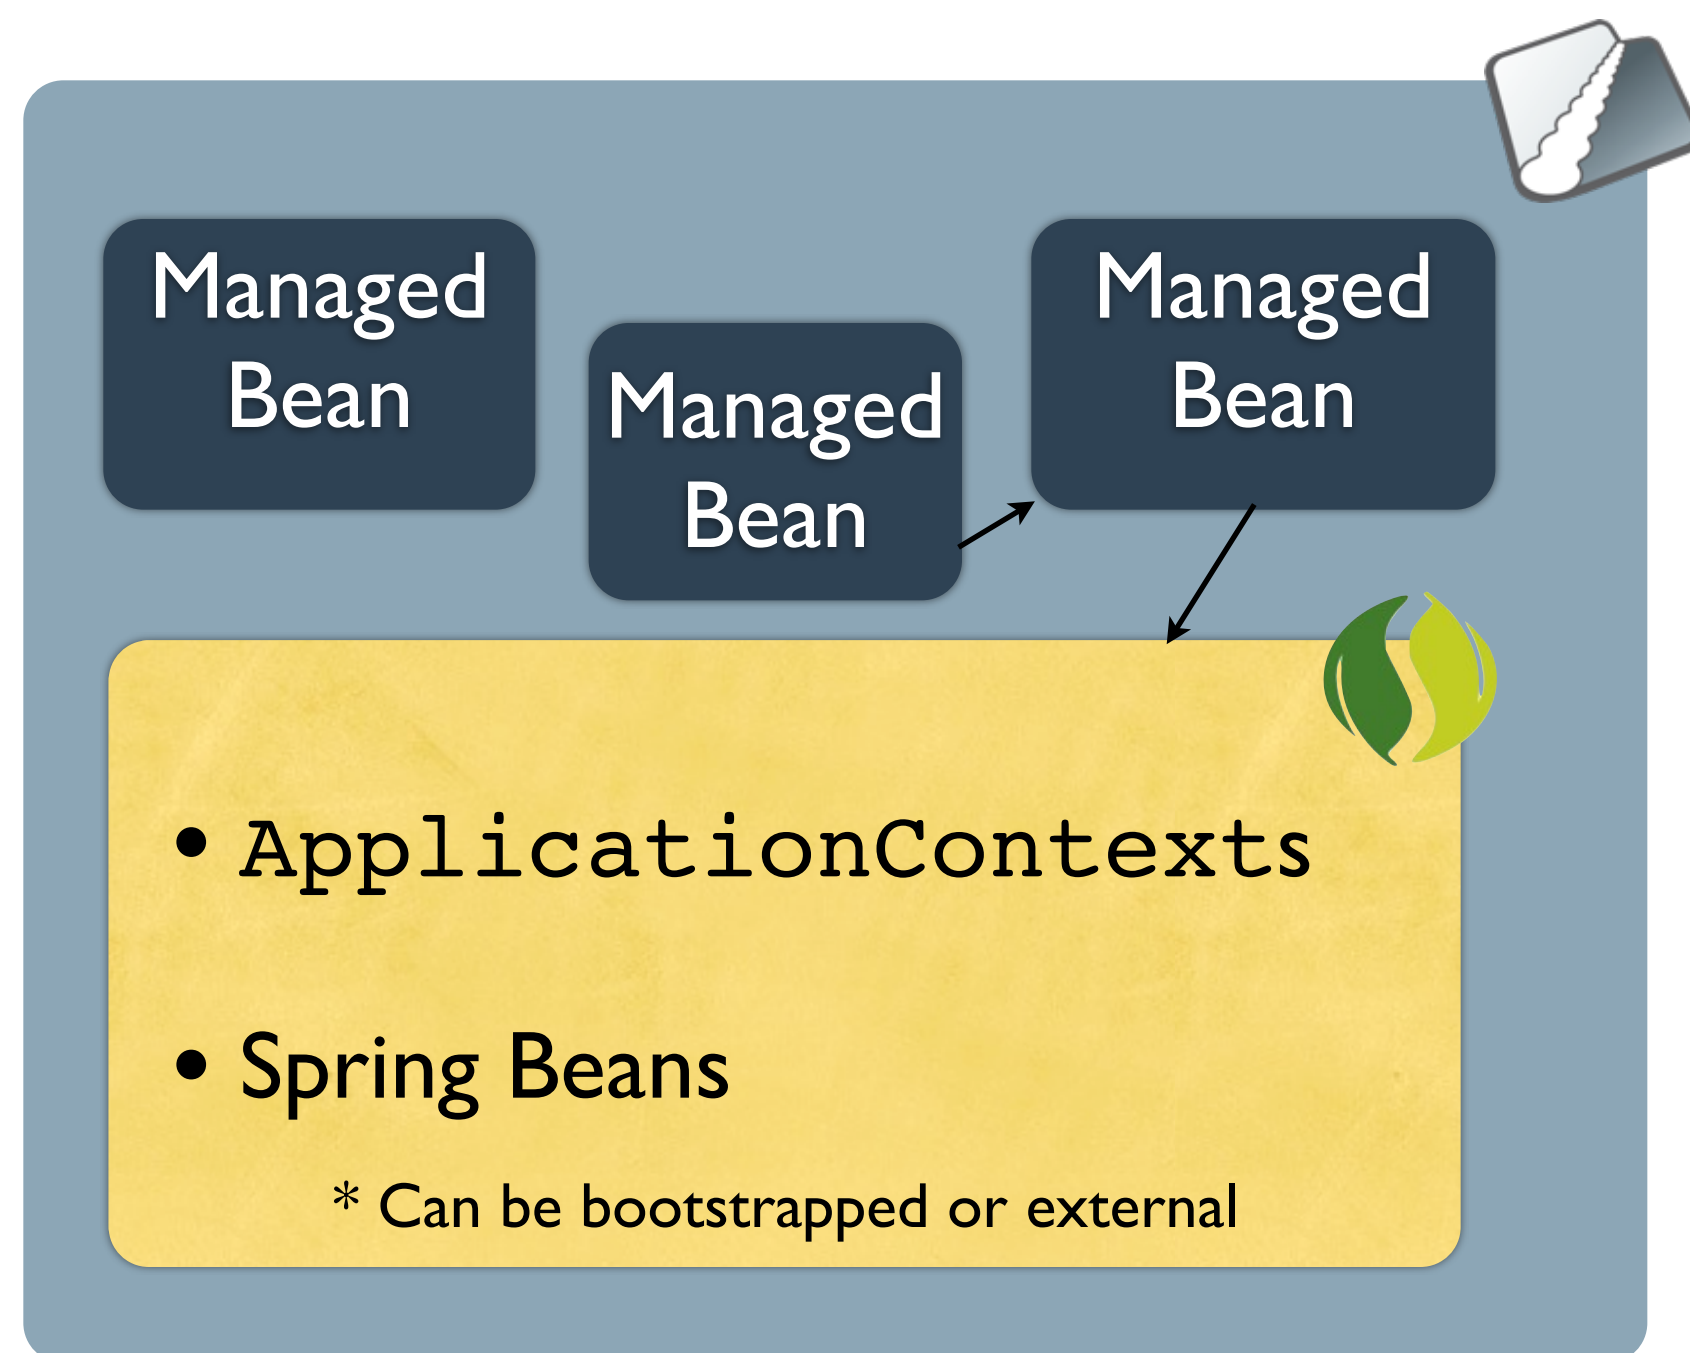 Managed
Bean
Managed
Bean
Managed
Bean
• ApplicationContexts
• Spring Beans
* Can be bootstrapped or external